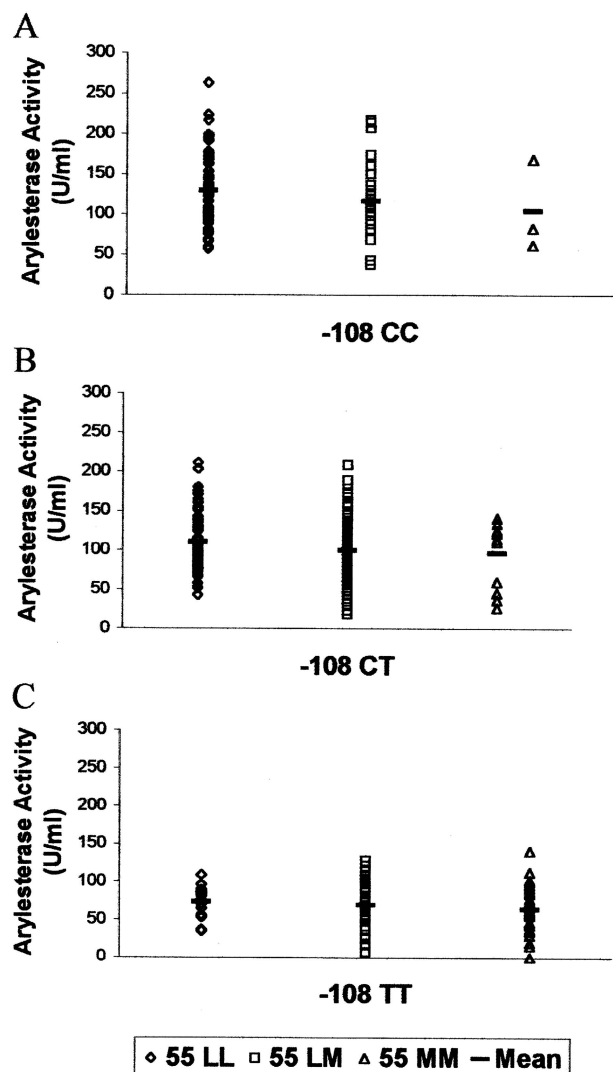 A
Arylesterase Activity
(U/ml)
300
250
200
150
100
50
0
-108 CC
B
Arylesterase Activity
(U/ml)
300
250
200
150
100
50
0
-108 CT
C
Arylesterase Activity
(U/ml)
300
250
200
150
100
50
0
-108 TT
55 LL 55 LM 55 MM Mean